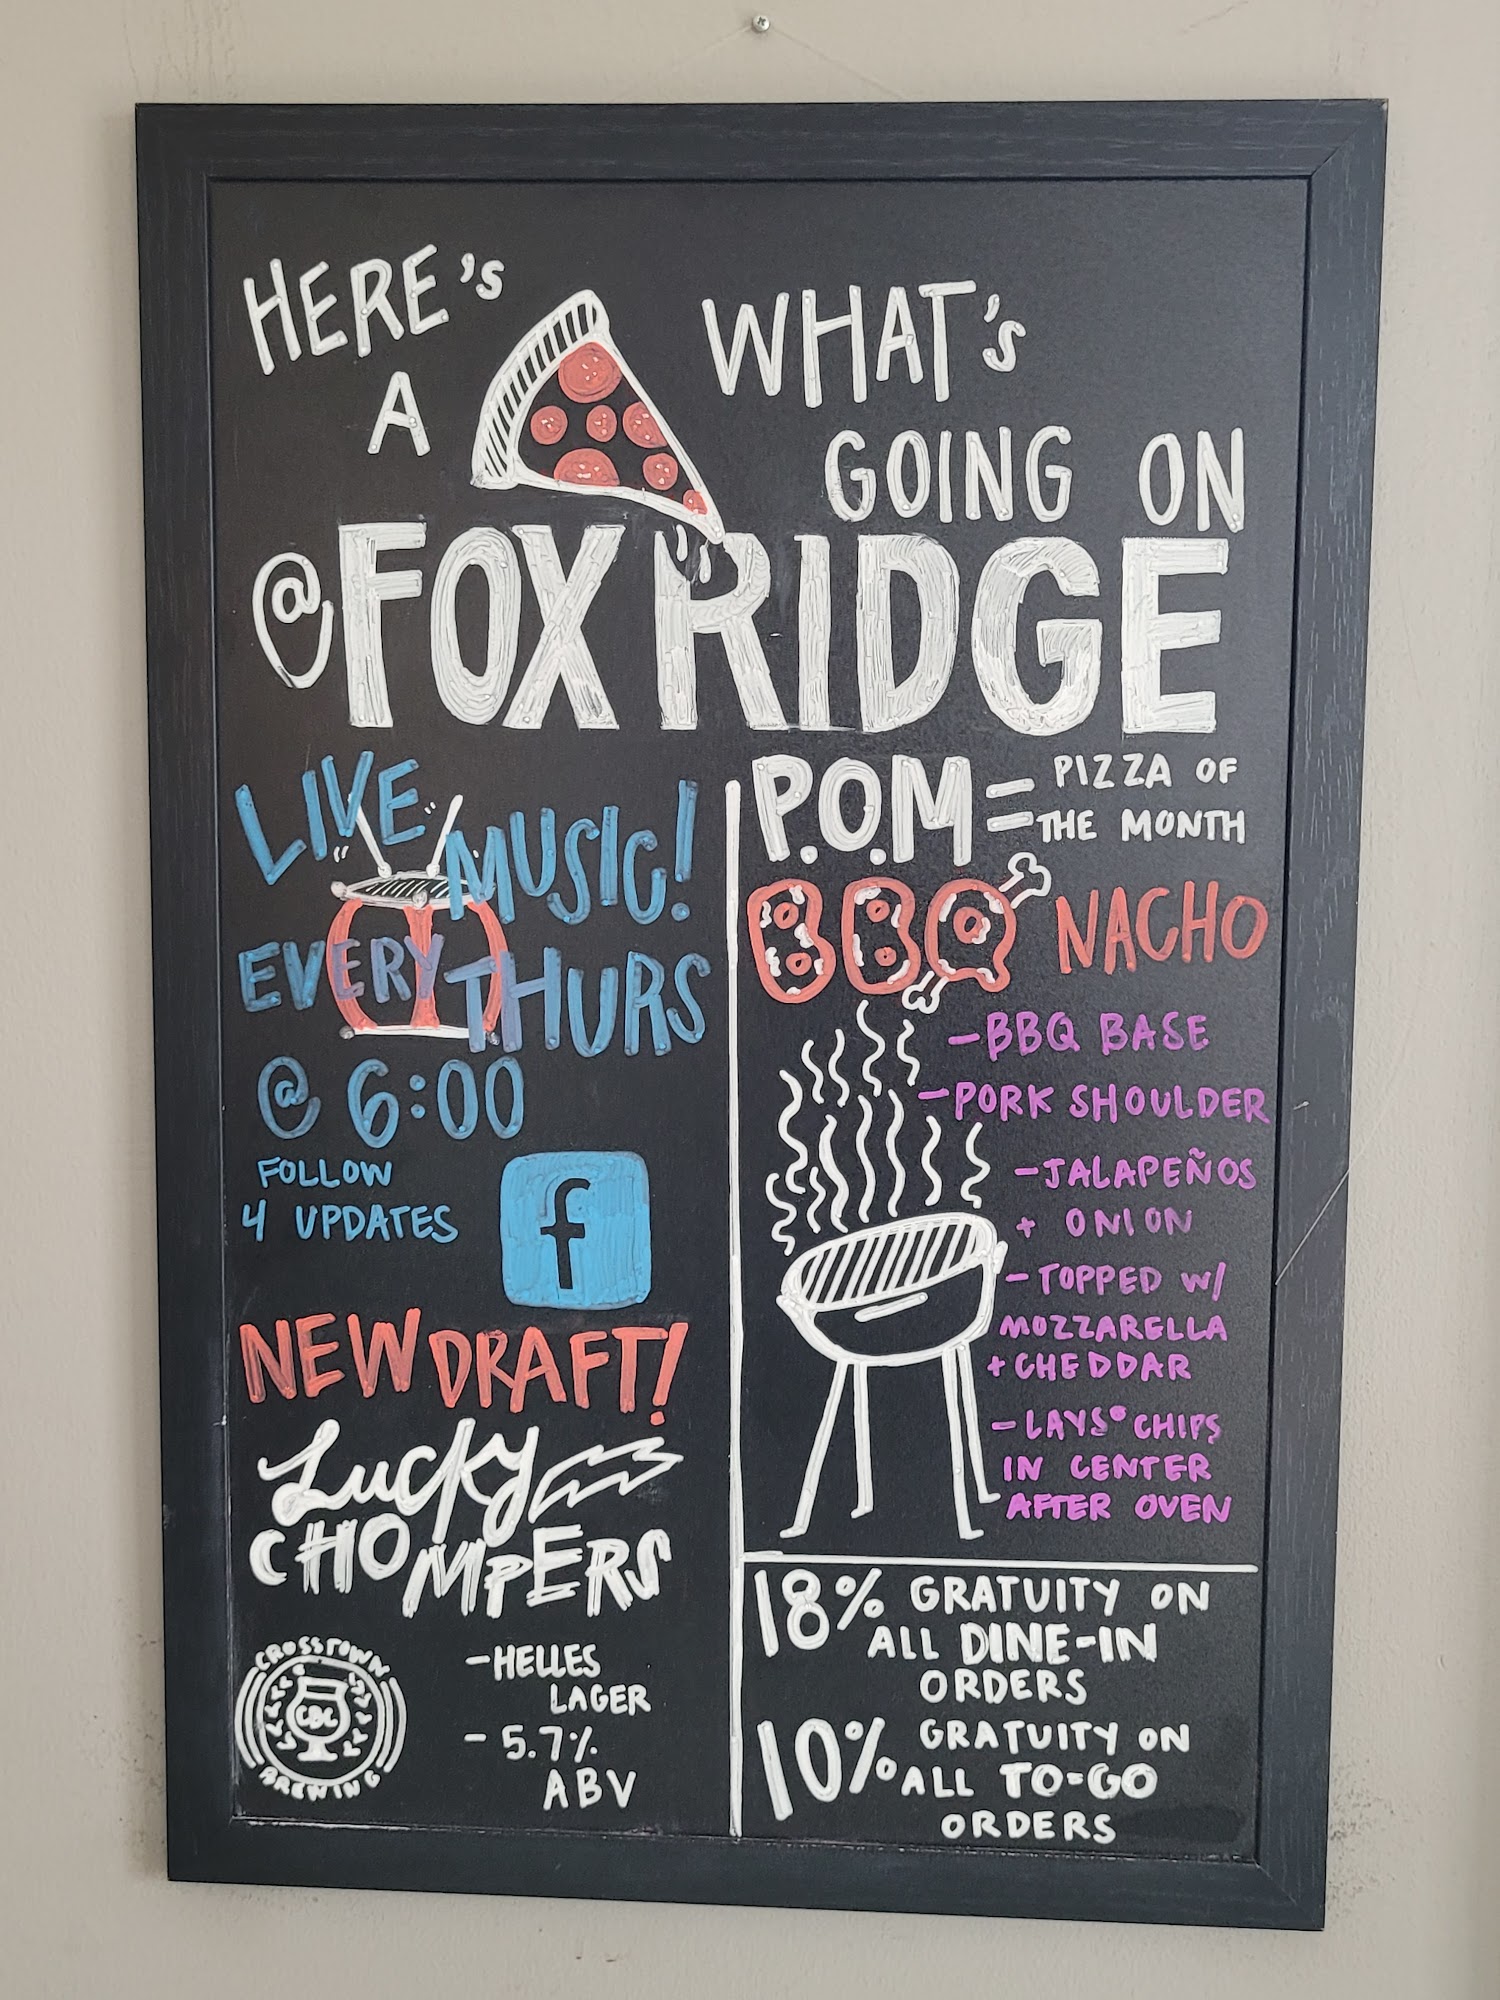 HERE'S
A
WHAT'S
GOING ON
@ FOX RIDGE
LIVE
MUSIC!
EVERY THURS
@ 6:00
FOLLOW
4 UPDATES
f
NEW DRAFT!
Lucky
CHOMPERS
CROSSTOWN
CBC
BREWING
-HELLES
LAGER
- 5.7%
ABV
P.O.M = PIZZA OF
THE MONTH
BBQ NACHO
-BBQ BASE
-PORK SHOULDER
-JALAPEÑOS
+ ONION
-TOPPED W/
MOZZARELLA
+CHEDDAR
-LAYS® CHIPS
IN CENTER
AFTER OVEN
18% GRATUITY ON
ALL DINE-IN
ORDERS
10% GRATUITY ON
ALL TO-GO
ORDERS